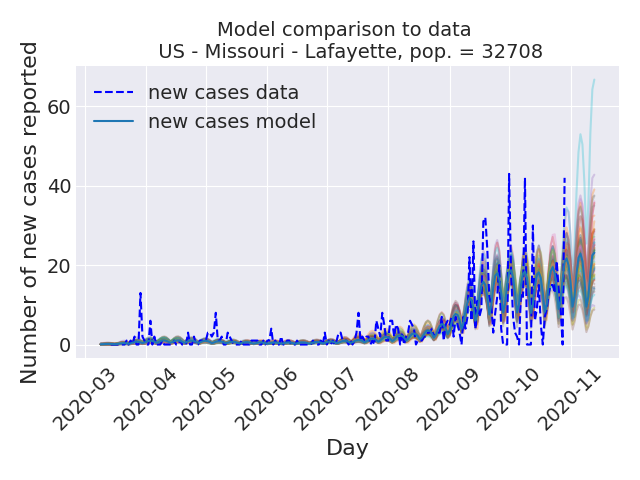 Model comparison to data
US - Missouri - Lafayette, pop. = 32708
Number of new cases reported
60
40
20
0
new cases data
new cases model
2020-03
2020-04
2020-05
2020-06
2020-07
2020-08
2020-09
2020-10
2020-11
Day